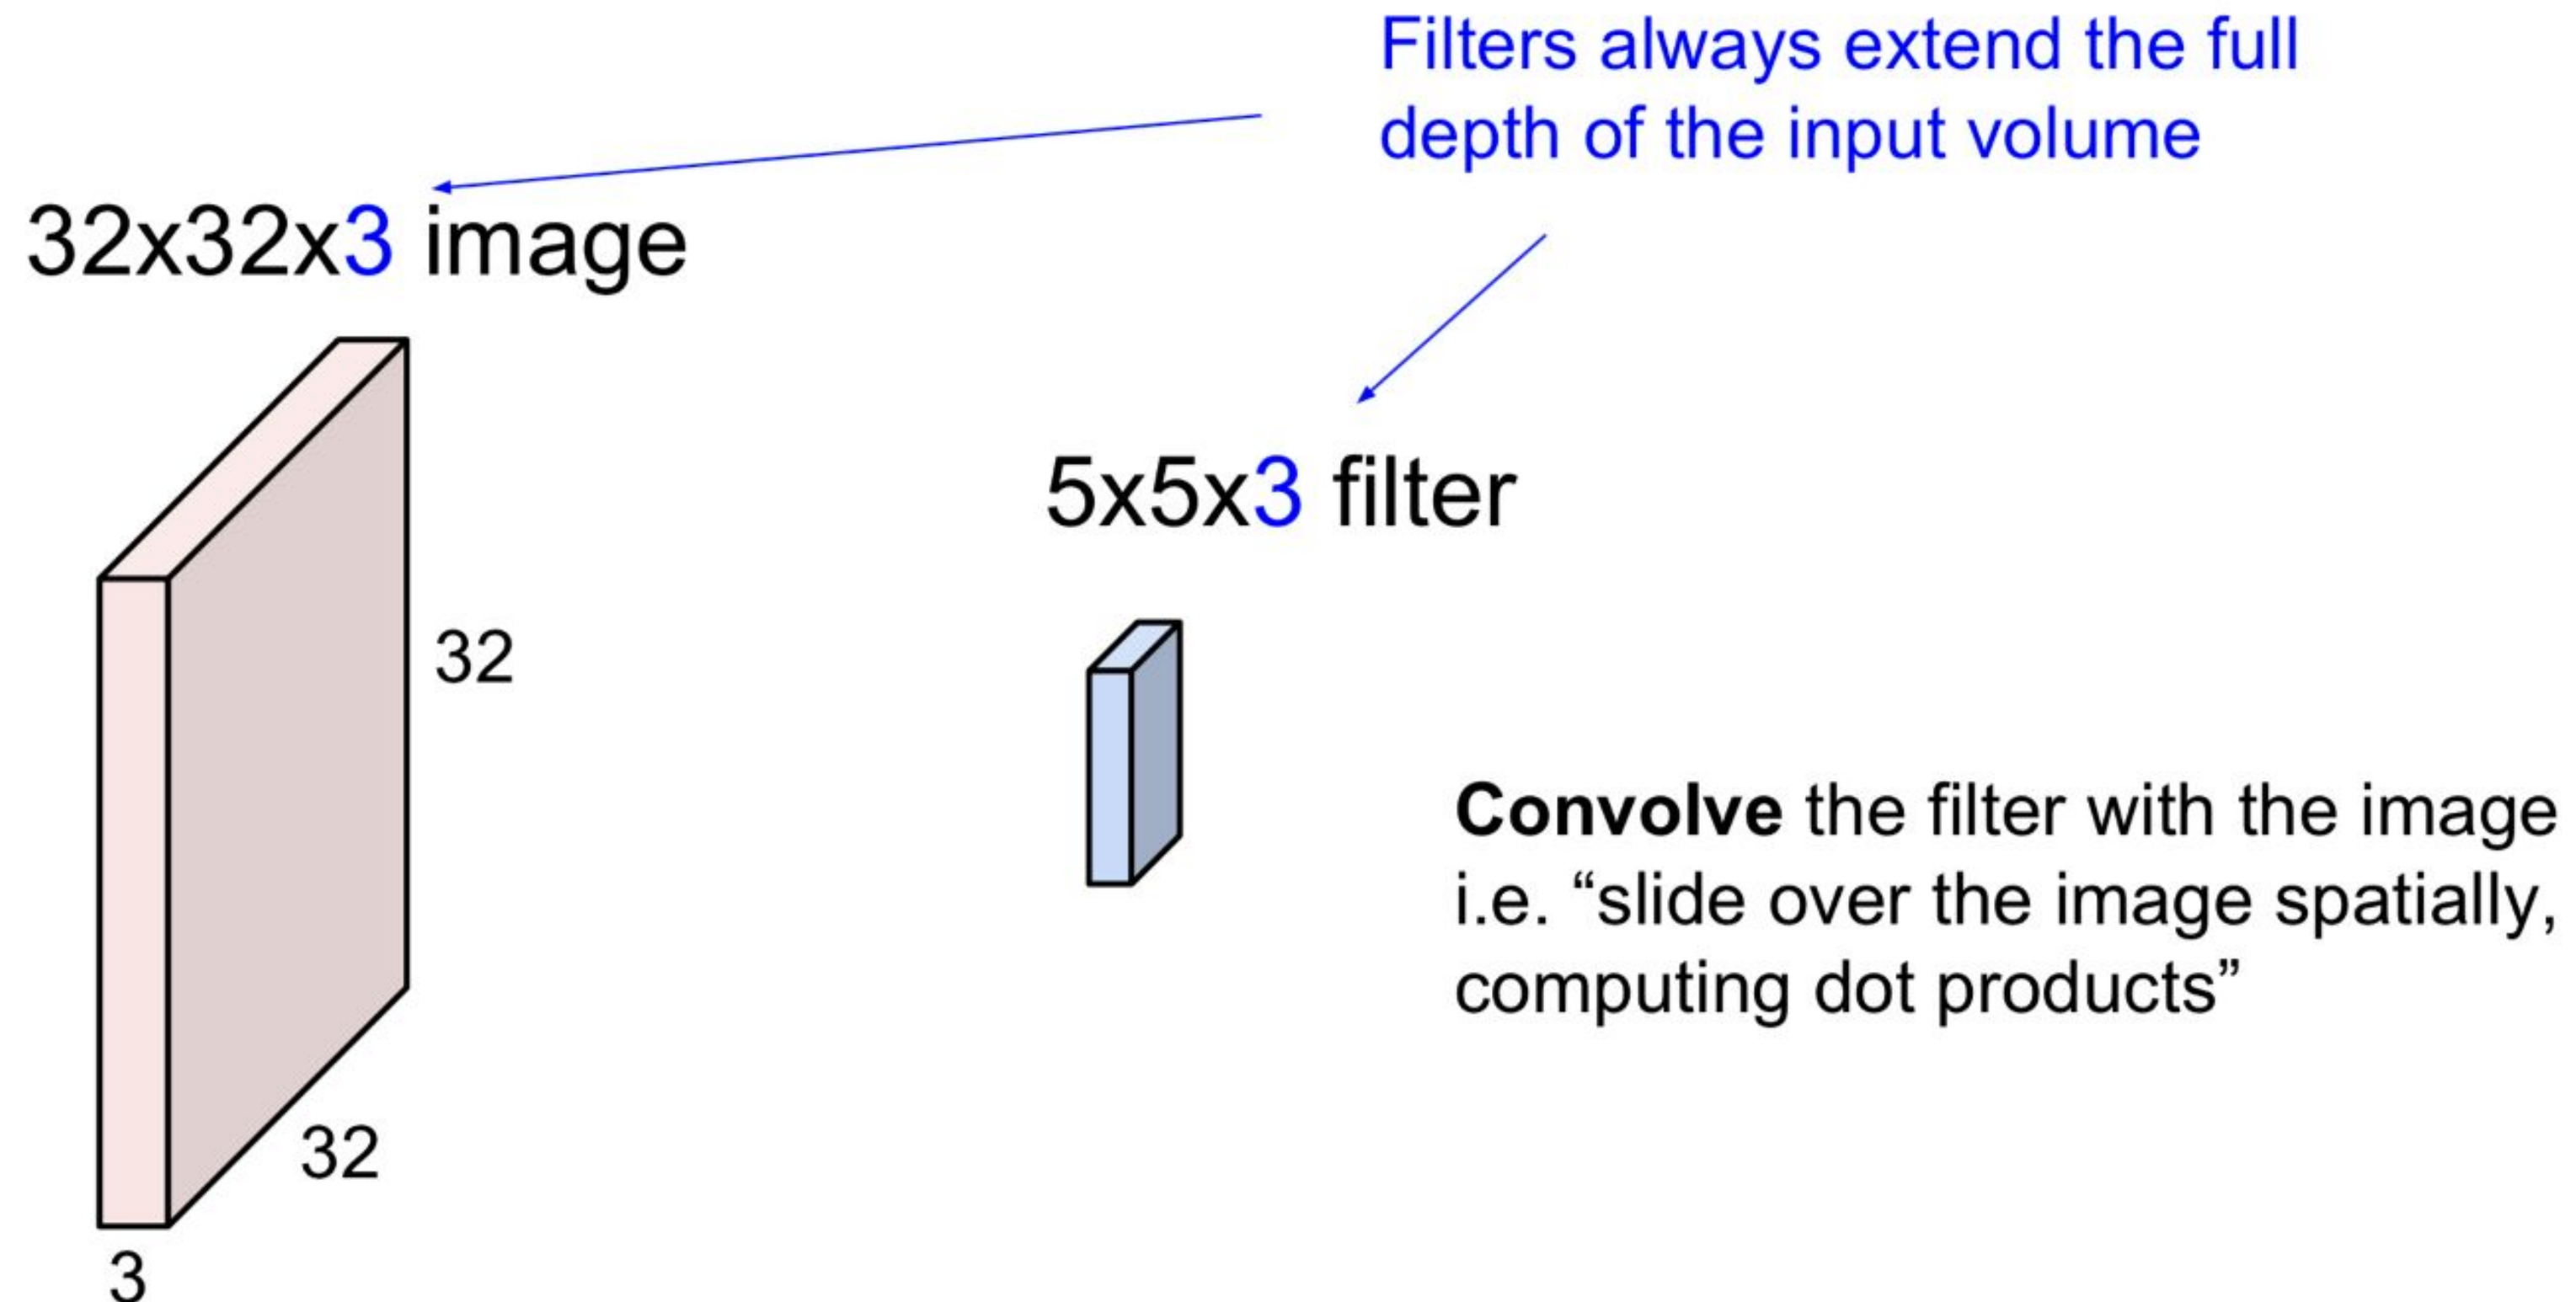 Filters always extend the full
depth of the input volume
32x32x3 image
5x5x3 filter
32
32
3
Convolve the filter with the image
i.e. “slide over the image spatially,
computing dot products”